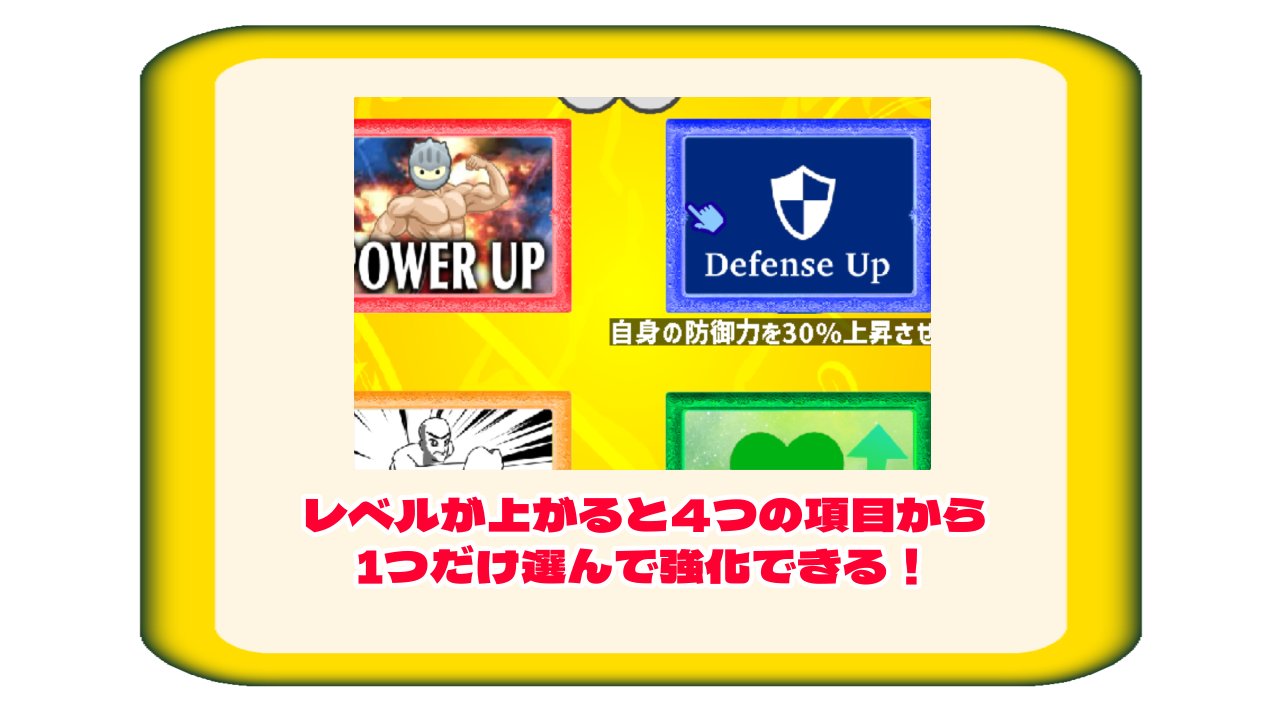 POWER UP
Defense Up
自身の防御力を30%上昇させ
レベルが上がると4つの項目から
1つだけ選んで強化できる！